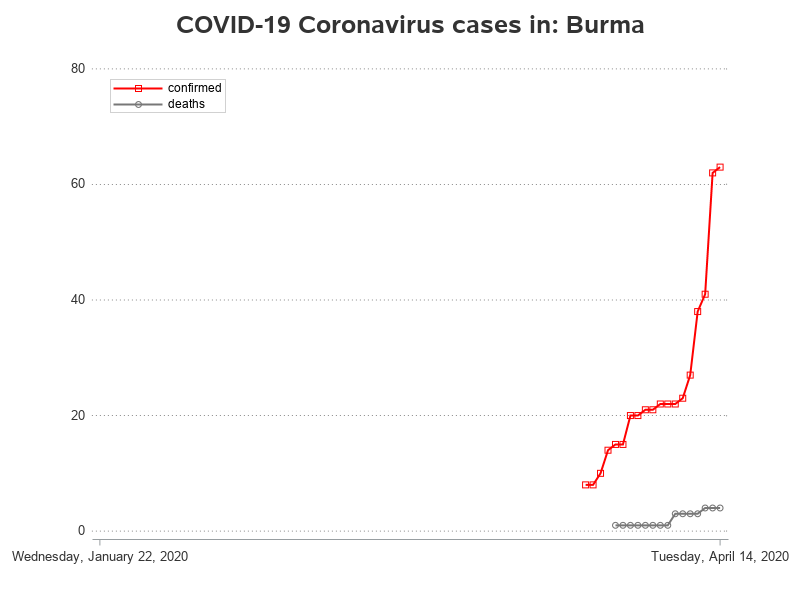 COVID-19 Coronavirus cases in: Burma
80
confirmed
deaths
60
40
20
0
Wednesday, January 22, 2020
Tuesday, April 14, 2020